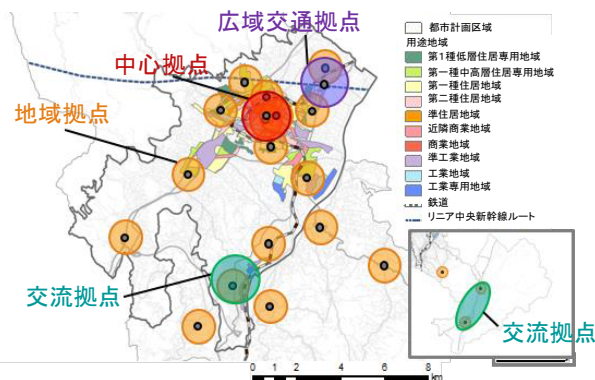 広域交通拠点
中心拠点
地域拠点
交流拠点
都市計画区域
用途地域
第1種低層住居専用地域
第一種中高層住居専用地域
第一種住居地域
第二種住居地域
準住居地域
近隣商業地域
商業地域
準工業地域
工業地域
工業専用地域
鉄道
リニア中央新幹線ルート
交流拠点
0 1 2 4 6 8
km